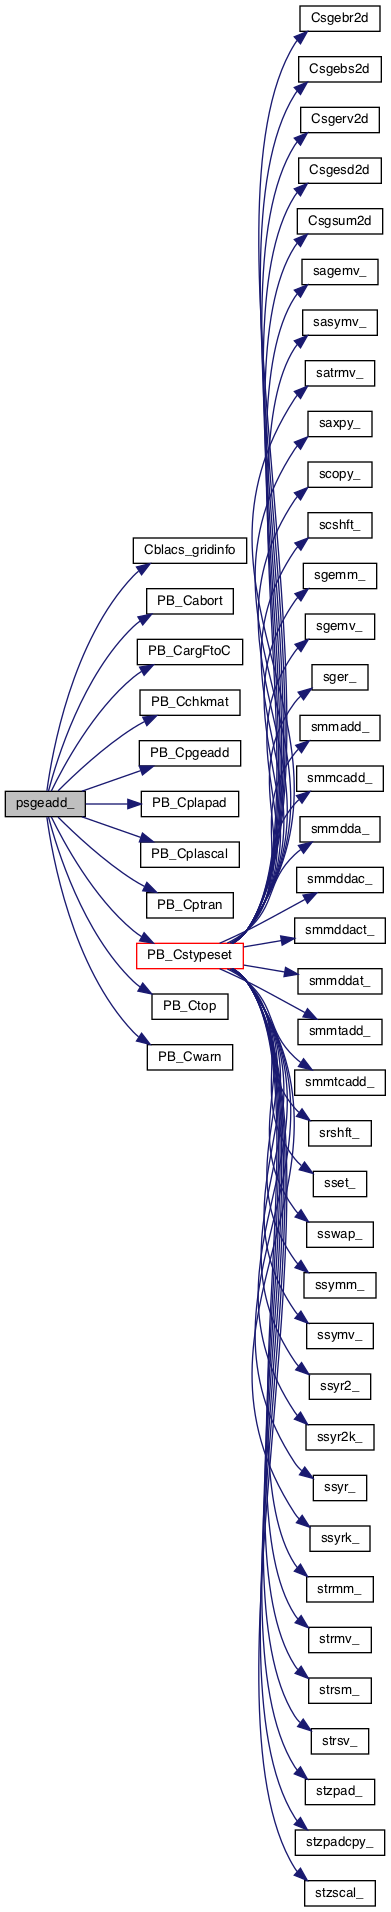 psgeadd_
Cblacs_gridinfo
PB_Cabort
PB_CargFtoC
PB_Cchkmat
PB_Cpgeadd
PB_Cplapad
PB_Cplascal
PB_Cptran
PB_Cstypeset
PB_Ctop
PB_Cwarn
Csgebr2d
Csgebs2d
Csgerv2d
Csgesd2d
Csgsum2d
sagemv_
sasymv_
satrmv_
saxpy_
scopy_
scshft_
sgemm_
sgemv_
sger_
smmadd_
smmcadd_
smmdda_
smmddac_
smmddact_
smmddat_
smmtadd_
smmtcadd_
srshft_
sset_
sswap_
ssymm_
ssymv_
ssyr2_
ssyr2k_
ssyr_
ssyrk_
strmm_
strmv_
strsm_
strsv_
stzpad_
stzpadcpy_
stzscal_